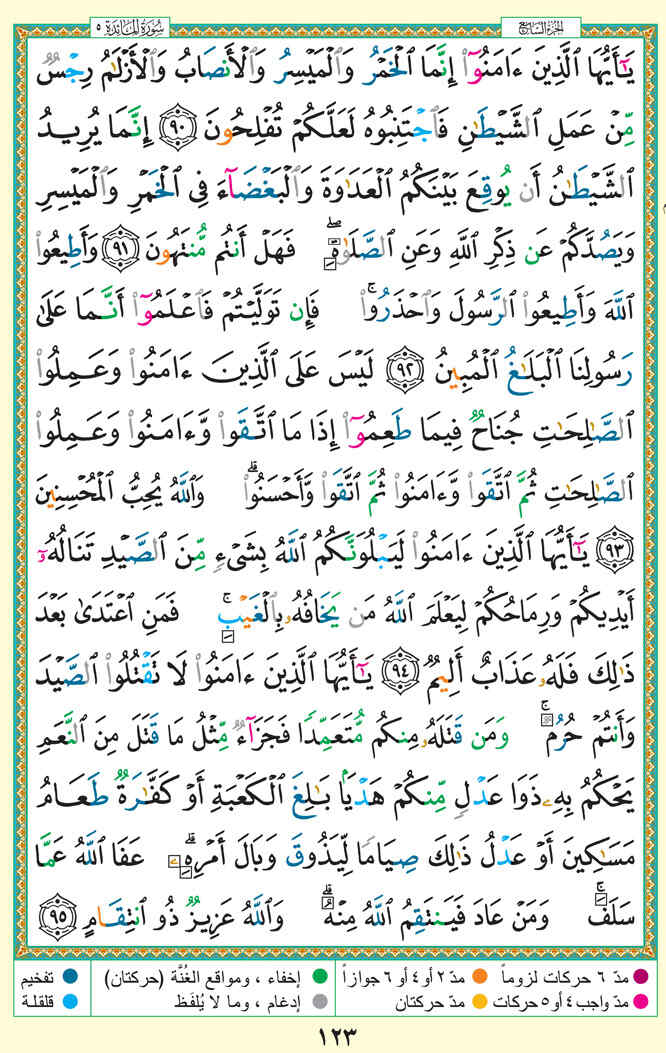 الجزء السابع
سُورَةُ المَائدة ٥
يَٰٓأَيُّهَا ٱلَّذِينَ ءَامَنُوٓا۟ إِنَّمَا ٱلْخَمْرُ وَٱلْمَيْسِرُ وَٱلْأَنصَابُ وَٱلْأَزْلَٰمُ رِجْسٌ
مِّنْ عَمَلِ ٱلشَّيْطَٰنِ فَٱجْتَنِبُوهُ لَعَلَّكُمْ تُفْلِحُونَ ٩٠ إِنَّمَا يُرِيدُ
ٱلشَّيْطَٰنُ أَن يُوقِعَ بَيْنَكُمُ ٱلْعَدَٰوَةَ وَٱلْبَغْضَآءَ فِى ٱلْخَمْرِ وَٱلْمَيْسِرِ
وَيَصُدَّكُمْ عَن ذِكْرِ ٱللَّهِ وَعَنِ ٱلصَّلَوٰةِ ۖ فَهَلْ أَنتُم مُّنتَهُونَ ٩١ وَأَطِيعُوا۟
ٱللَّهَ وَأَطِيعُوا۟ ٱلرَّسُولَ وَٱحْذَرُوا۟ ۚ فَإِن تَوَلَّيْتُمْ فَٱعْلَمُوٓا۟ أَنَّمَا عَلَىٰ
رَسُولِنَا ٱلْبَلَٰغُ ٱلْمُبِينُ ٩٢ لَيْسَ عَلَى ٱلَّذِينَ ءَامَنُوا۟ وَعَمِلُوا۟
ٱلصَّٰلِحَٰتِ جُنَاحٌ فِيمَا طَعِمُوٓا۟ إِذَا مَا ٱتَّقَوا۟ وَّءَامَنُوا۟ وَعَمِلُوا۟
ٱلصَّٰلِحَٰتِ ثُمَّ ٱتَّقَوا۟ وَّءَامَنُوا۟ ثُمَّ ٱتَّقَوا۟ وَّأَحْسَنُوا۟ ۗ وَٱللَّهُ يُحِبُّ ٱلْمُحْسِنِينَ
٩٣ يَٰٓأَيُّهَا ٱلَّذِينَ ءَامَنُوا۟ لَيَبْلُوَنَّكُمُ ٱللَّهُ بِشَىْءٍ مِّنَ ٱلصَّيْدِ تَنَالُهُۥٓ
أَيْدِيكُمْ وَرِمَاحُكُمْ لِيَعْلَمَ ٱللَّهُ مَن يَخَافُهُۥ بِٱلْغَيْبِ ۚ فَمَنِ ٱعْتَدَىٰ بَعْدَ
ذَٰلِكَ فَلَهُۥ عَذَابٌ أَلِيمٌ ٩٤ يَٰٓأَيُّهَا ٱلَّذِينَ ءَامَنُوا۟ لَا تَقْتُلُوا۟ ٱلصَّيْدَ
وَأَنتُمْ حُرُمٌ ۚ وَمَن قَتَلَهُۥ مِنكُم مُّتَعَمِّدًا فَجَزَآءٌ مِّثْلُ مَا قَتَلَ مِنَ ٱلنَّعَمِ
يَحْكُمُ بِهِۦ ذَوَا عَدْلٍ مِّنكُمْ هَدْيًۢا بَٰلِغَ ٱلْكَعْبَةِ أَوْ كَفَّٰرَةٌ طَعَامُ
مَسَٰكِينَ أَوْ عَدْلُ ذَٰلِكَ صِيَامًا لِّيَذُوقَ وَبَالَ أَمْرِهِۦ ۗ عَفَا ٱللَّهُ عَمَّا
سَلَفَ ۚ وَمَنْ عَادَ فَيَنتَقِمُ ٱللَّهُ مِنْهُ ۗ وَٱللَّهُ عَزِيزٌ ذُو ٱنتِقَامٍ ٩٥
مدّ ٦ حركات لزوماً مدّ ٢ أو ٤ أو ٦ جوازاً إخفاء ، ومواقع الغُنَّة (حركتان) تفخيم
مدّ واجب ٤ أو ٥ حركات مدّ حركتان إدغام ، وما لا يُلفَظ قلقلة
١٢٣